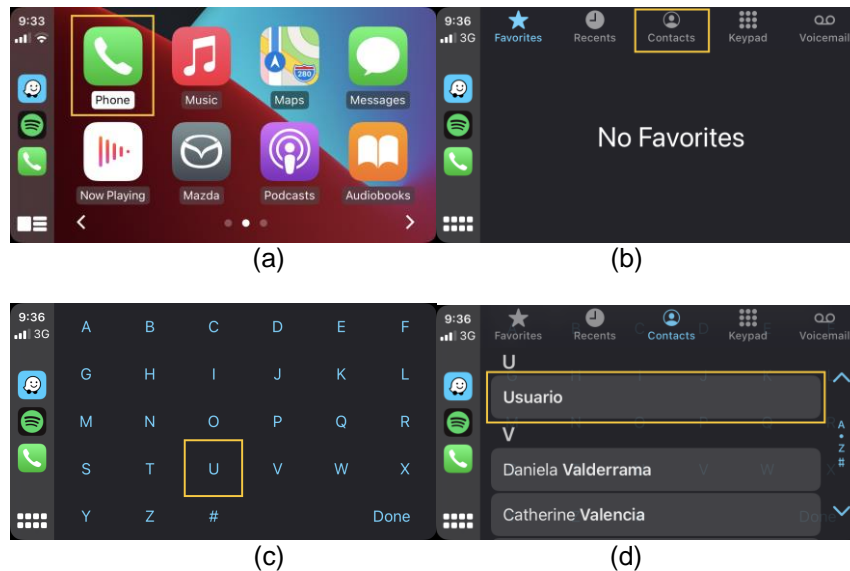 9:33
Phone Music Maps Messages
280
Now Playing Mazda Podcasts Audiobooks
(a)
9:36
3G
Favorites Recents Contacts Keypad Voicemail
No Favorites
(b)
9:36
3G
A B C D E F
G H I J K L
M N O P Q R
S T U V W X
Y Z # Done
(c)
9:36
3G
Favorites Recents Contacts Keypad Voicemail
U
Usuario
V
Daniela Valderrama
Catherine Valencia
A
Z
#
(d)